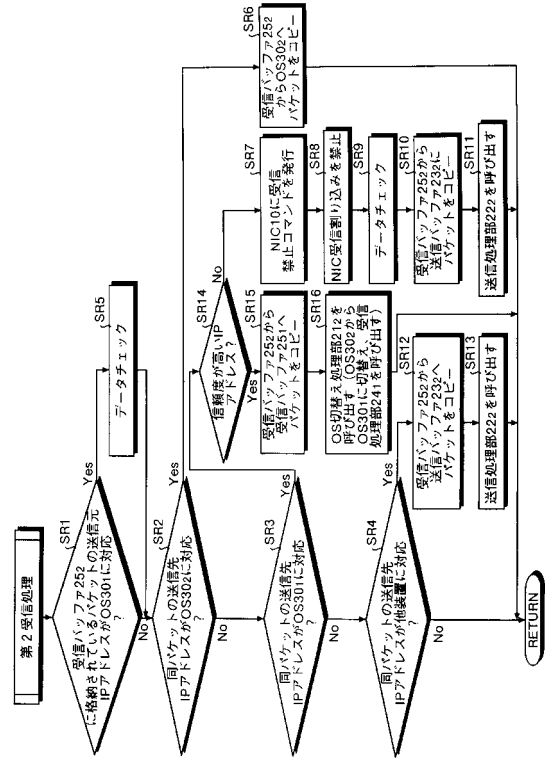 第2受信処理
SR1
受信バッファ252
に格納されているパケットの送信元
IPアドレスがOS301に対応
?
Yes
No
SR5
データチェック
SR2
同パケットの送信先
IPアドレスがOS302に対応
?
Yes
No
SR6
受信バッファ252
からOS302へ
パケットをコピー
SR3
同パケットの送信先
IPアドレスがOS301に対応
?
Yes
No
SR14
信頼度が高いIP
アドレス?
Yes
No
SR15
受信バッファ252から
受信バッファ251へ
パケットをコピー
SR16
OS切替え処理部212を
呼び出す(OS302から
OS301に切替え、受信
処理部241を呼び出す)
SR7
NIC10に受信
禁止コマンドを発行
SR8
NIC受信割り込みを禁止
SR9
データチェック
SR10
受信バッファ252から
送信バッファ232に
パケットをコピー
SR11
送信処理部222を呼び出す
SR4
同パケットの送信先
IPアドレスが他装置に対応
?
Yes
No
SR12
受信バッファ252から
送信バッファ232へ
パケットをコピー
SR13
送信処理部222を呼び出す
RETURN